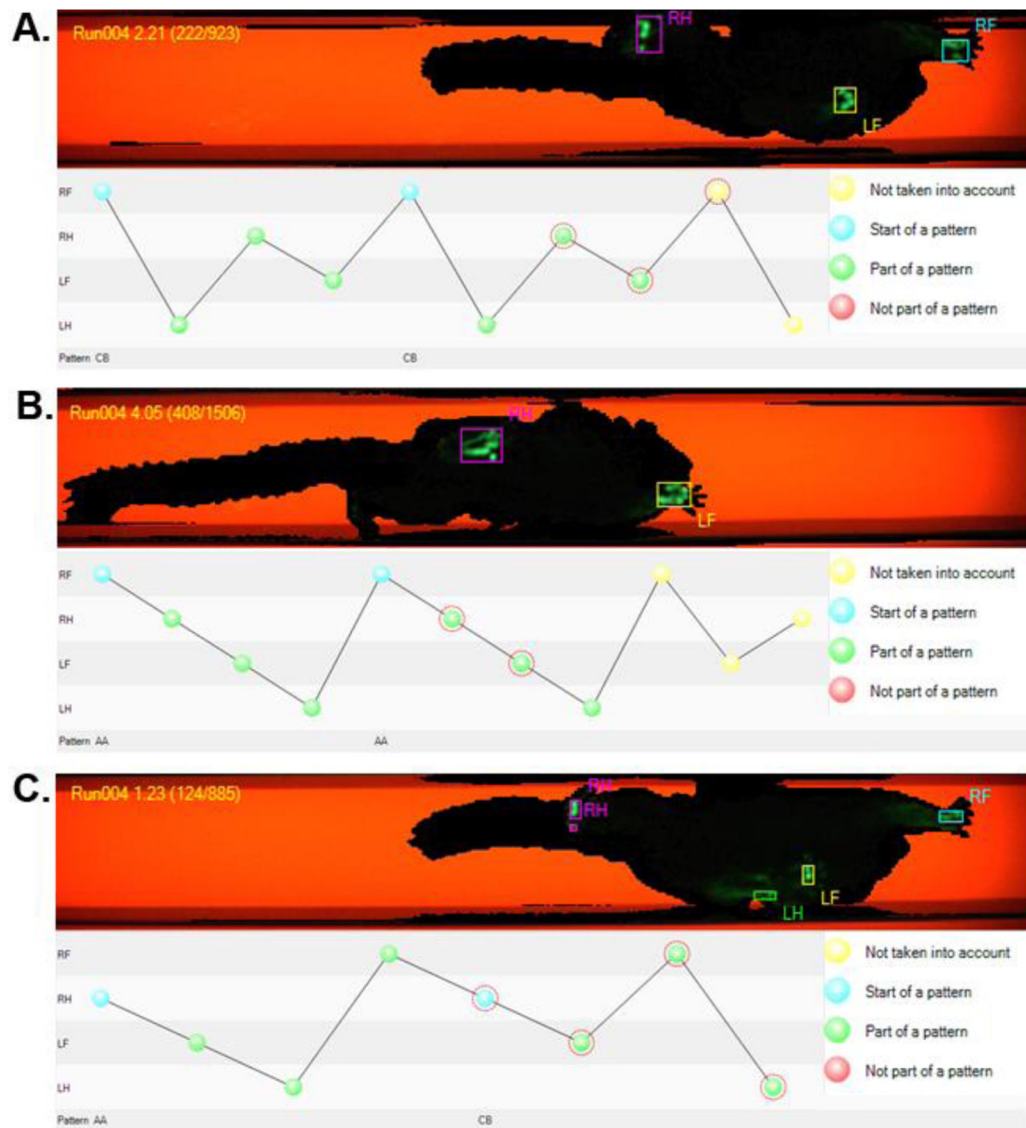 A.
Run004 2.21 (222/923)
RH
RF
LF
RF
RH
LF
LH
Pattern CB CB
Not taken into account
Start of a pattern
Part of a pattern
Not part of a pattern
B.
Run004 4.05 (408/1506)
RH
LF
RF
RH
LF
LH
Pattern AA AA
Not taken into account
Start of a pattern
Part of a pattern
Not part of a pattern
C.
Run004 1.23 (124/885)
RH
RH
RF
LF
LH
RF
RH
LF
LH
Pattern AA CB
Not taken into account
Start of a pattern
Part of a pattern
Not part of a pattern